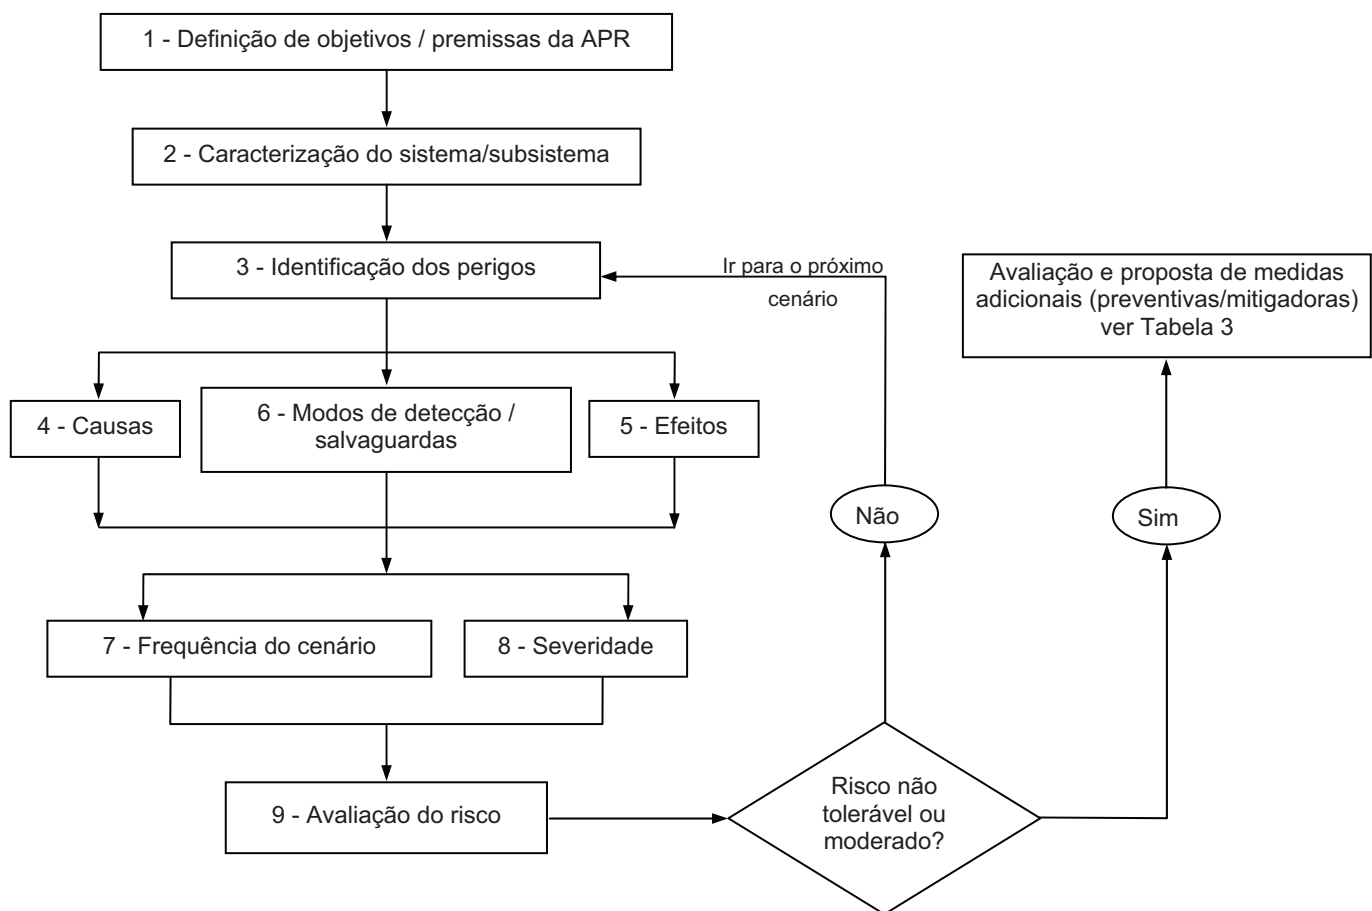 1 - Definição de objetivos / premissas da APR
2 - Caracterização do sistema/subsistema
3 - Identificação dos perigos
Ir para o próximo
cenário
Avaliação e proposta de medidas
adicionais (preventivas/mitigadoras)
ver Tabela 3
4 - Causas
6 - Modos de detecção /
salvaguardas
5 - Efeitos
Não
Sim
7 - Frequência do cenário
8 - Severidade
9 - Avaliação do risco
Risco não
tolerável ou
moderado?